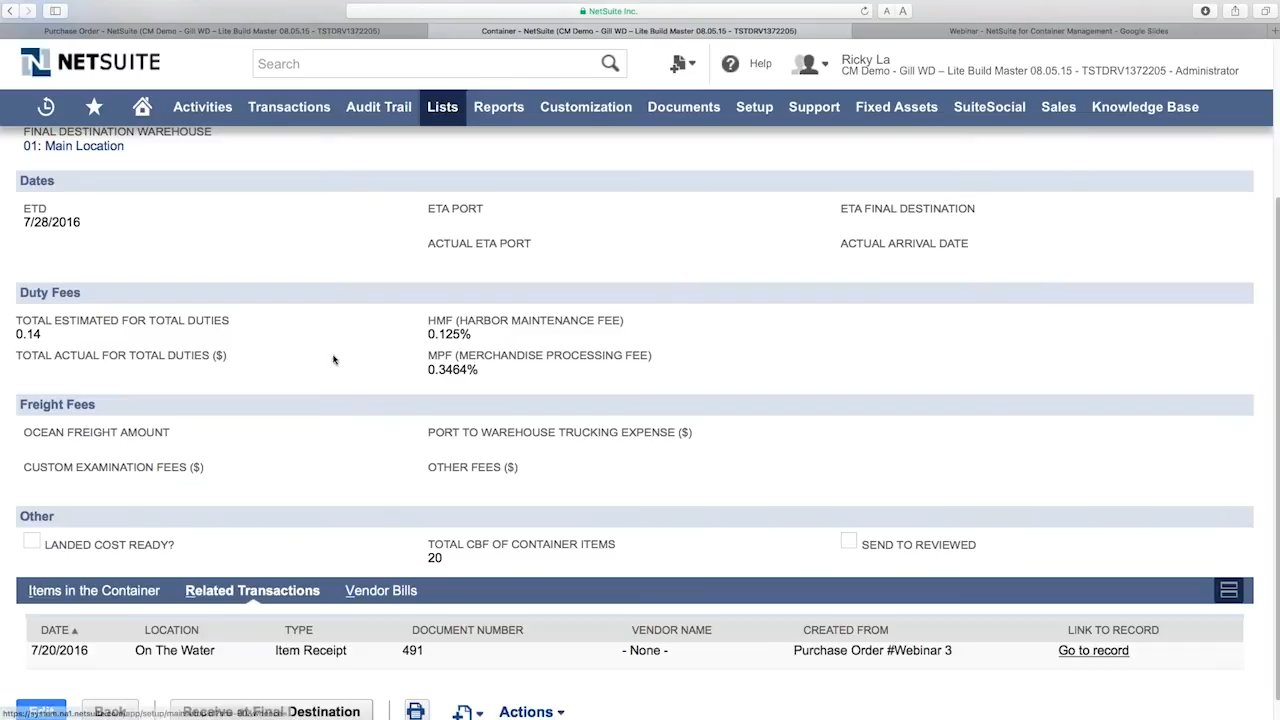 NetSuite Inc.
A A
Purchase Order - NetSuite (CM Demo - Gill WD – Lite Build Master 08.05.15 - TSTDRV1372205)
Container - NetSuite (CM Demo - Gill WD – Lite Build Master 08.05.15 - TSTDRV1372205)
Webinar - NetSuite for Container Management - Google Slides
NETSUITE
Search
Help
Ricky La
CM Demo - Gill WD – Lite Build Master 08.05.15 - TSTDRV1372205 - Administrator
Activities Transactions Audit Trail Lists Reports Customization Documents Setup Support Fixed Assets SuiteSocial Sales Knowledge Base
FINAL DESTINATION WAREHOUSE
01: Main Location
Dates
ETD
7/28/2016
ETA PORT
ACTUAL ETA PORT
ETA FINAL DESTINATION
ACTUAL ARRIVAL DATE
Duty Fees
TOTAL ESTIMATED FOR TOTAL DUTIES
0.14
TOTAL ACTUAL FOR TOTAL DUTIES ($)
HMF (HARBOR MAINTENANCE FEE)
0.125%
MPF (MERCHANDISE PROCESSING FEE)
0.3464%
Freight Fees
OCEAN FREIGHT AMOUNT
CUSTOM EXAMINATION FEES ($)
PORT TO WAREHOUSE TRUCKING EXPENSE ($)
OTHER FEES ($)
Other
LANDED COST READY?
TOTAL CBF OF CONTAINER ITEMS
20
SEND TO REVIEWED
Items in the Container Related Transactions Vendor Bills
DATE LOCATION TYPE DOCUMENT NUMBER VENDOR NAME CREATED FROM LINK TO RECORD
7/20/2016 On The Water Item Receipt 491 - None - Purchase Order #Webinar 3 Go to record
Edit Back Receive at Final Destination Actions